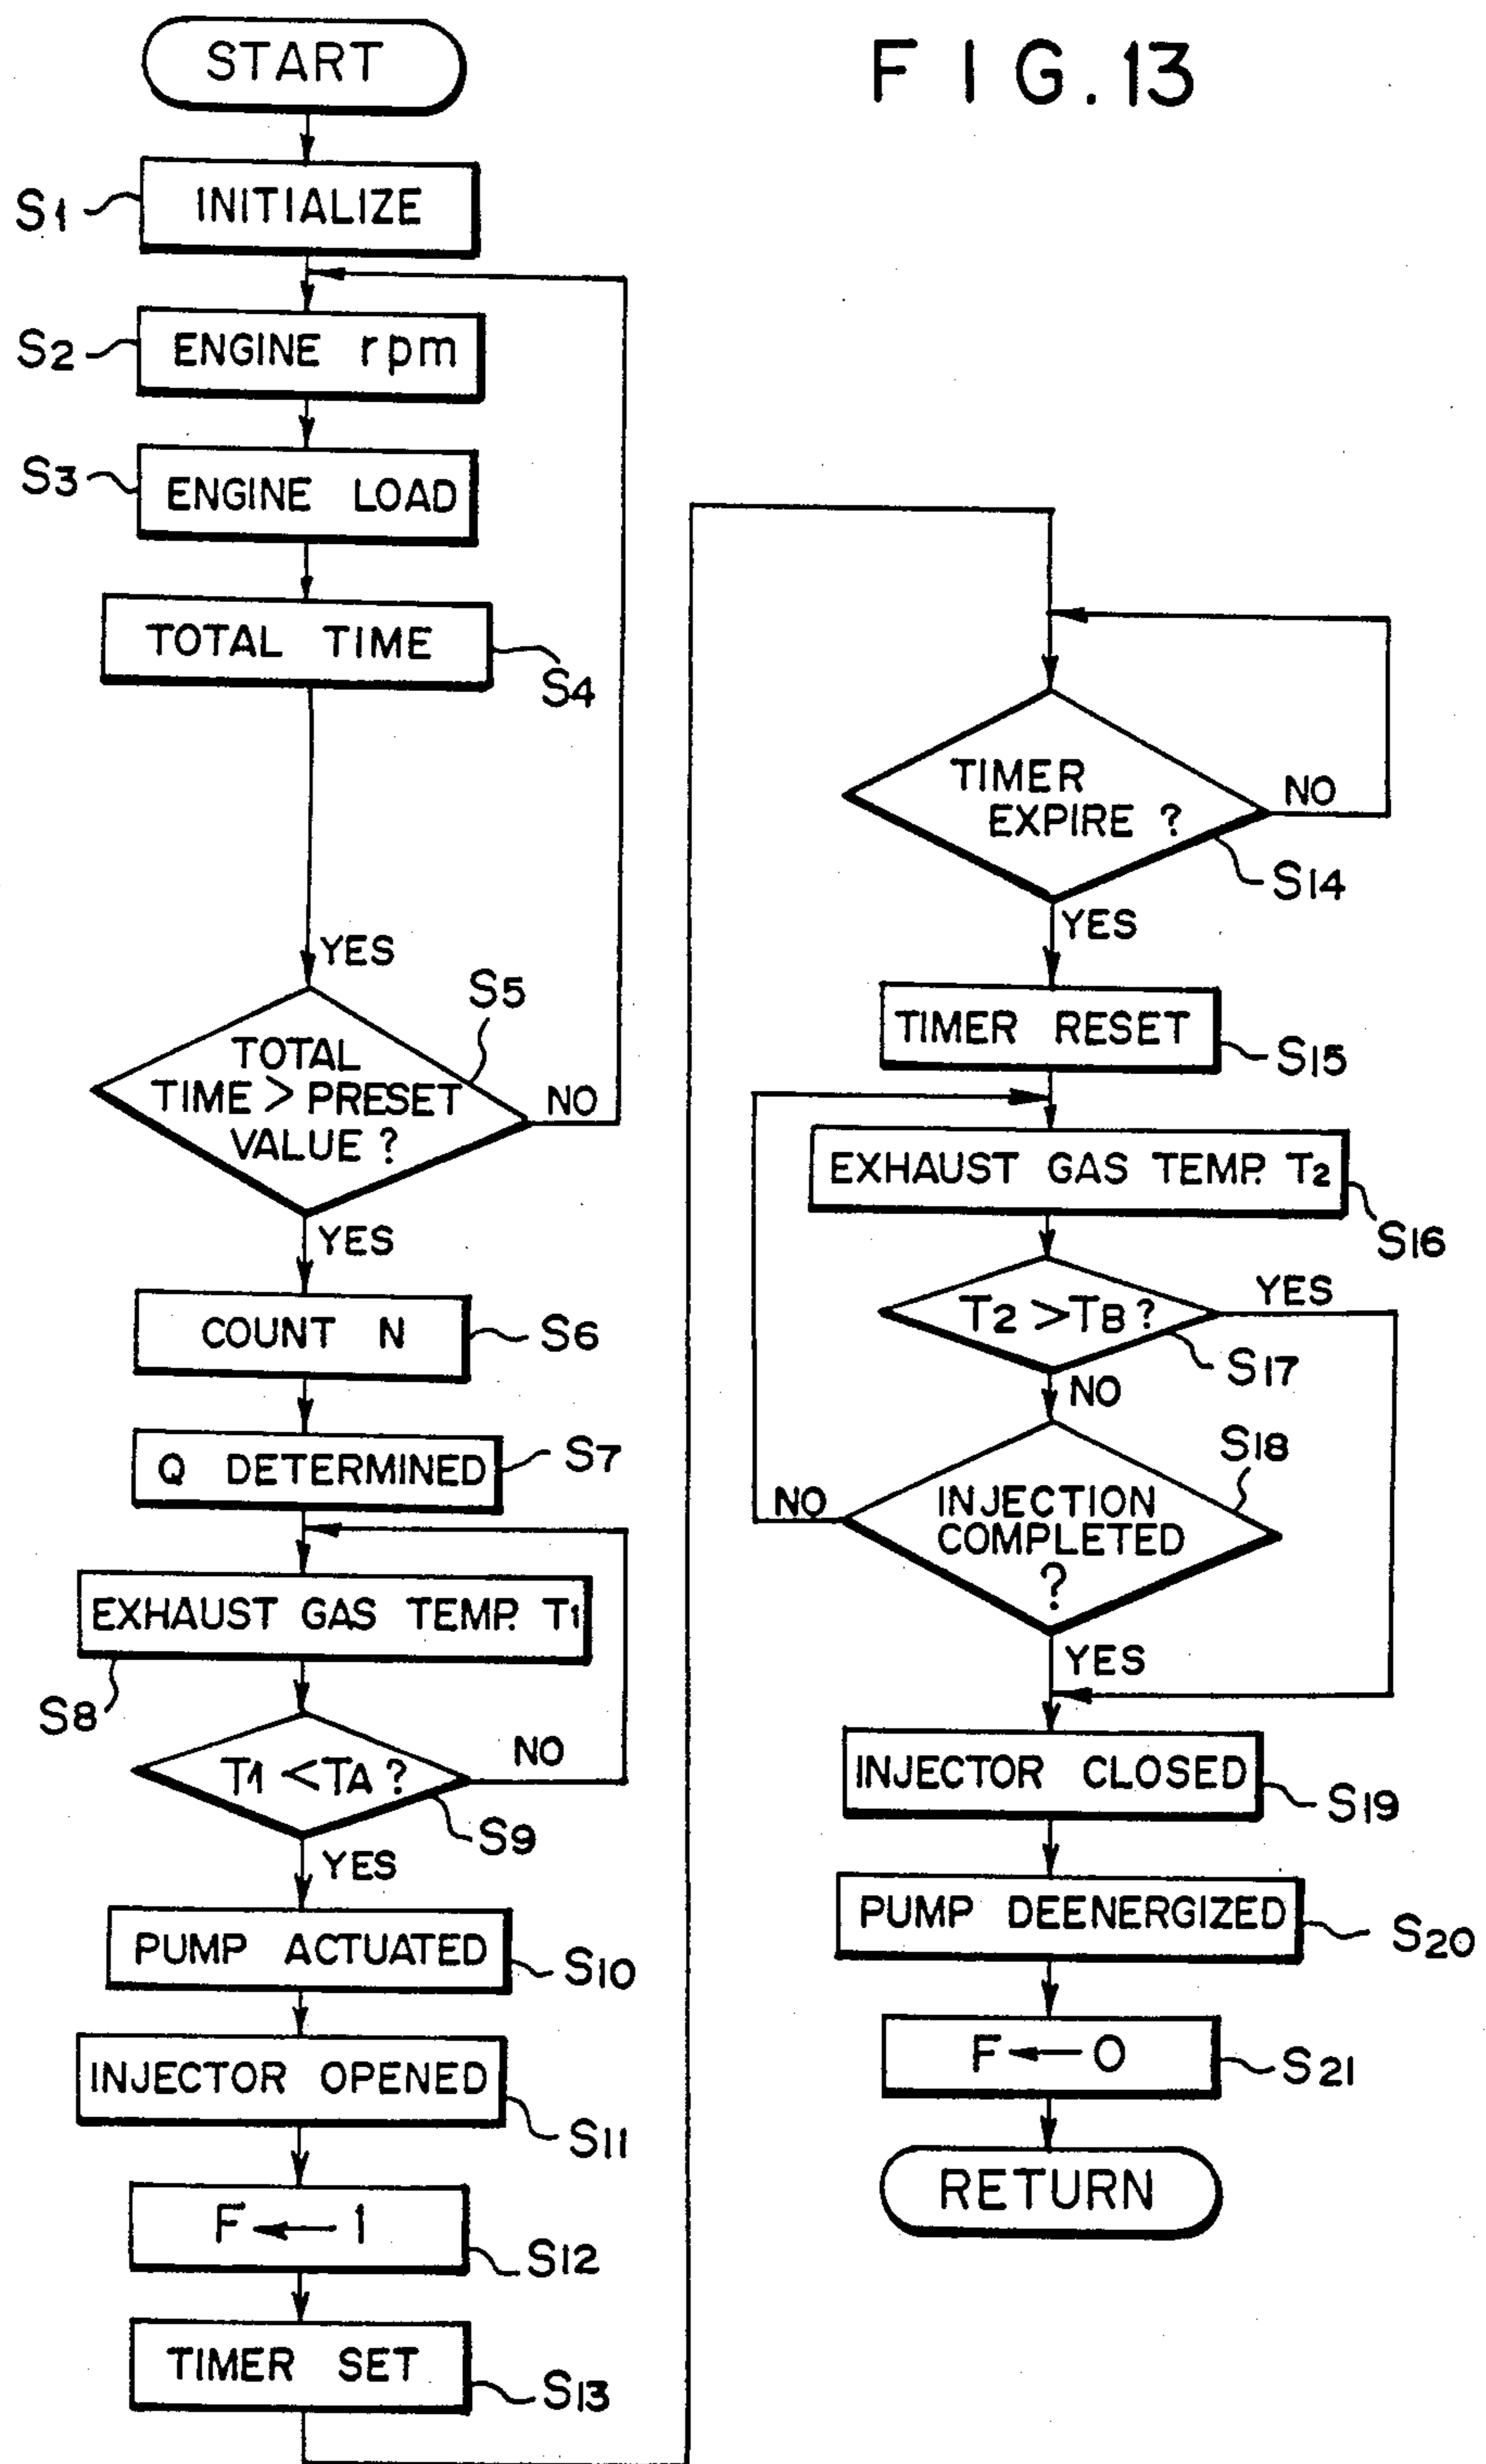 FIG.13
START
S1
INITIALIZE
S2
ENGINE rpm
S3
ENGINE LOAD
TOTAL TIME
S4
YES
S5
TOTAL
TIME > PRESET
VALUE ?
NO
YES
COUNT N
S6
Q DETERMINED
S7
EXHAUST GAS TEMP. T1
S8
T1 < TA ?
NO
S9
YES
PUMP ACTUATED
S10
INJECTOR OPENED
S11
F ← 1
S12
TIMER SET
S13
TIMER
EXPIRE ?
NO
S14
YES
TIMER RESET
S15
EXHAUST GAS TEMP. T2
S16
T2 > TB ?
YES
S17
NO
S18
INJECTION
COMPLETED
?
NO
YES
INJECTOR CLOSED
S19
PUMP DEENERGIZED
S20
F ← 0
S21
RETURN